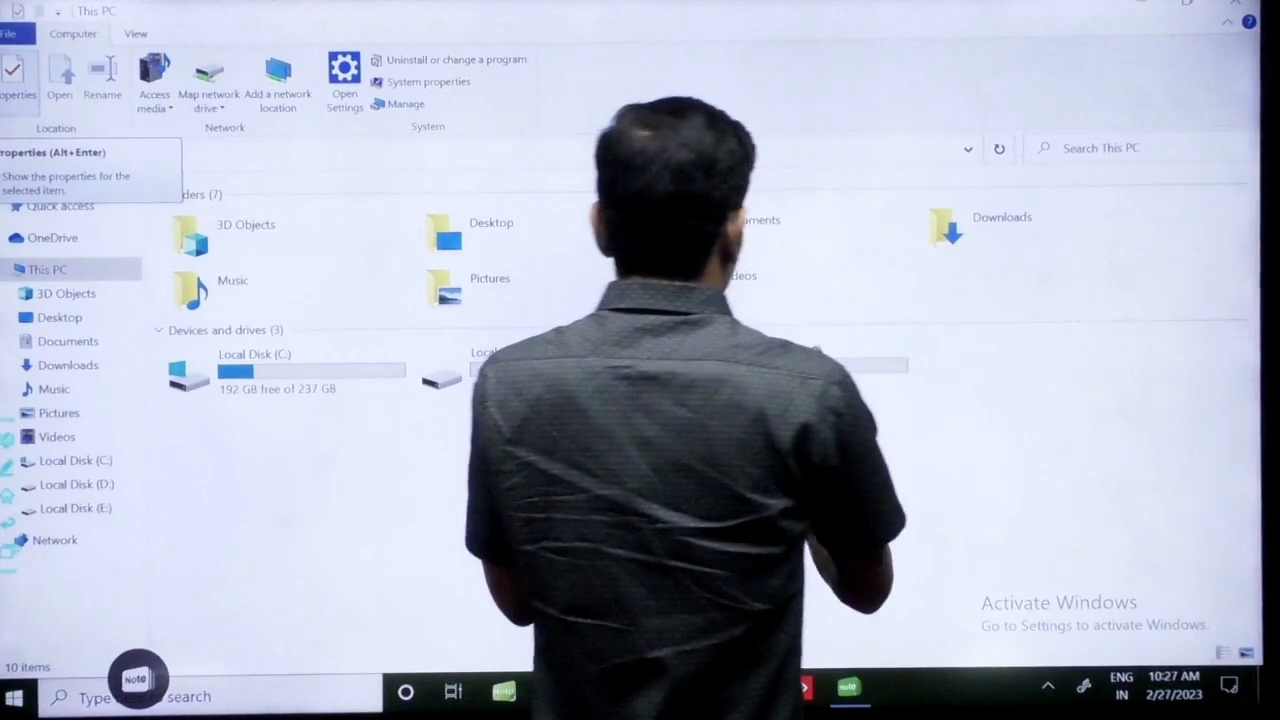 This PC
File
Computer
View
Open
Rename
Access media
Map network drive
Add a network location
Open Settings
Uninstall or change a program
System properties
Manage
Location
Network
System
roperties (Alt+Enter)
Show the properties for the
selected item.
Search This PC
ders (7)
3D Objects
Desktop
Downloads
Music
Pictures
Devices and drives (3)
Local Disk (C:)
192 GB free of 237 GB
Quick access
OneDrive
This PC
3D Objects
Desktop
Documents
Downloads
Music
Pictures
Videos
Local Disk (C:)
Local Disk (D:)
Local Disk (E:)
Network
Activate Windows
Go to Settings to activate Windows.
10 items
Note
Type search
Note
Note
ENG
IN
10:27 AM
2/27/2023